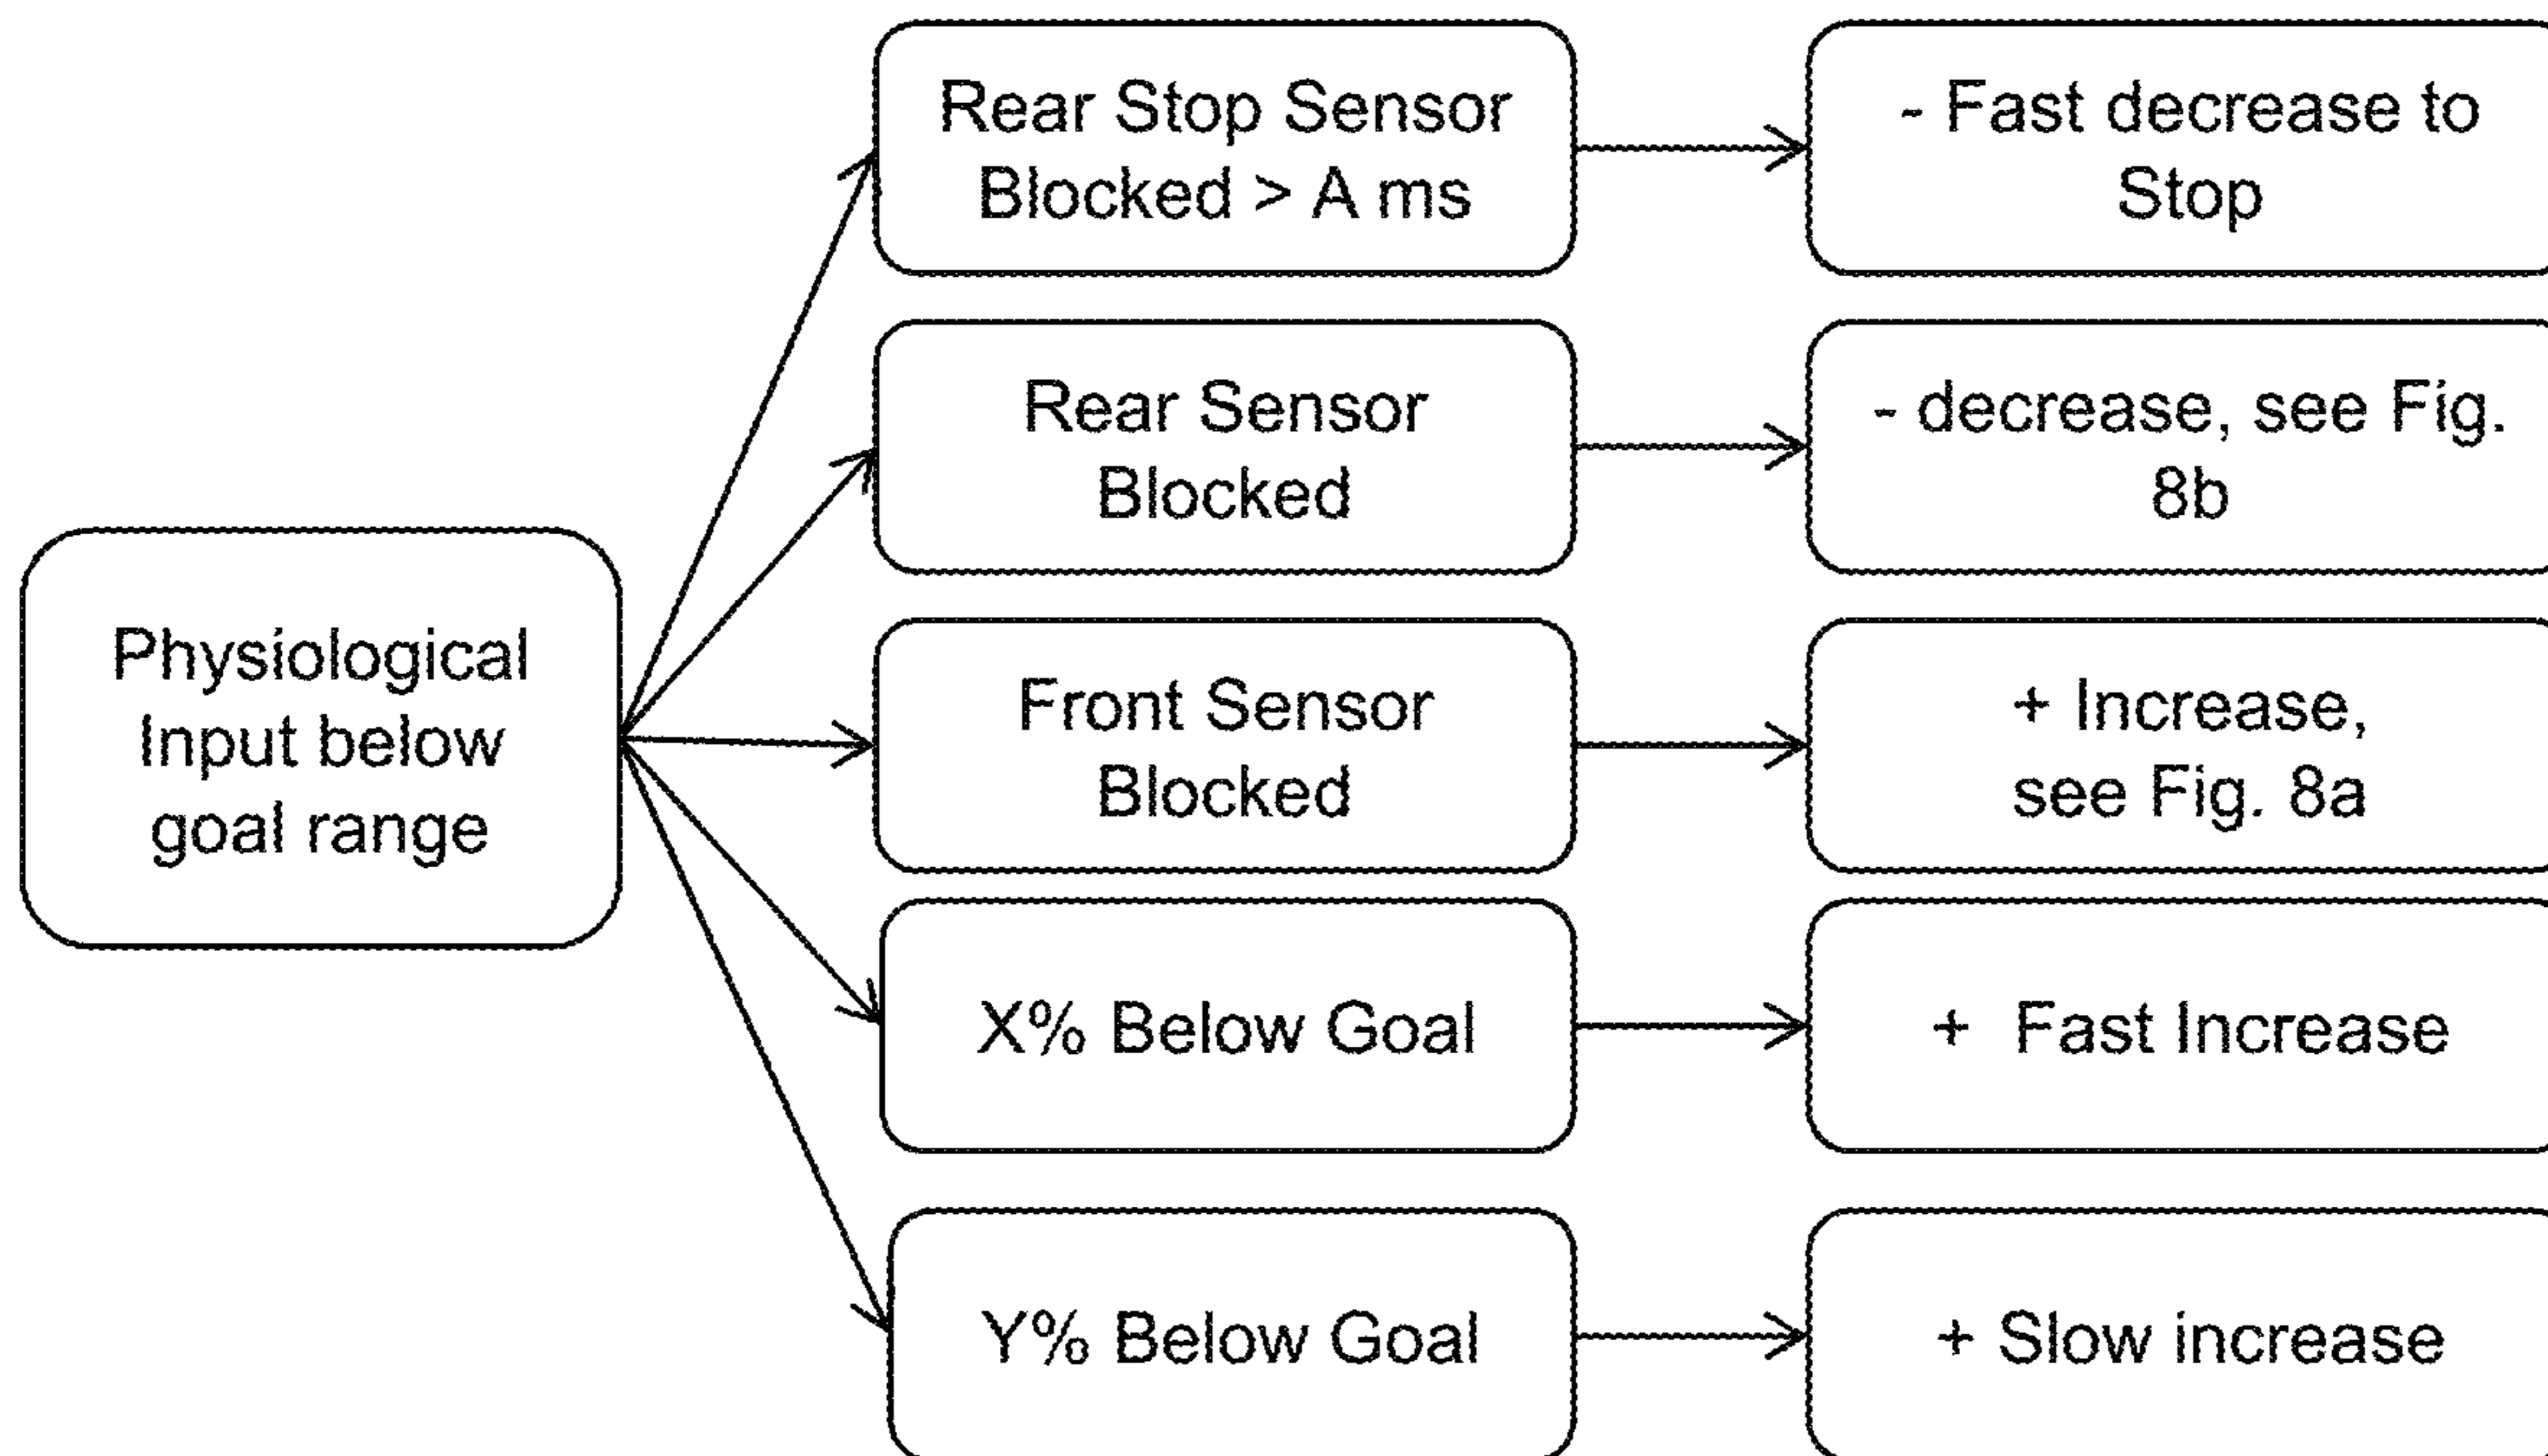 Rear Stop Sensor
Blocked > A ms
- Fast decrease to
Stop
Rear Sensor
Blocked
- decrease, see Fig.
8b
Physiological
Input below
goal range
Front Sensor
Blocked
+ Increase,
see Fig. 8a
X% Below Goal
+ Fast Increase
Y% Below Goal
+ Slow increase